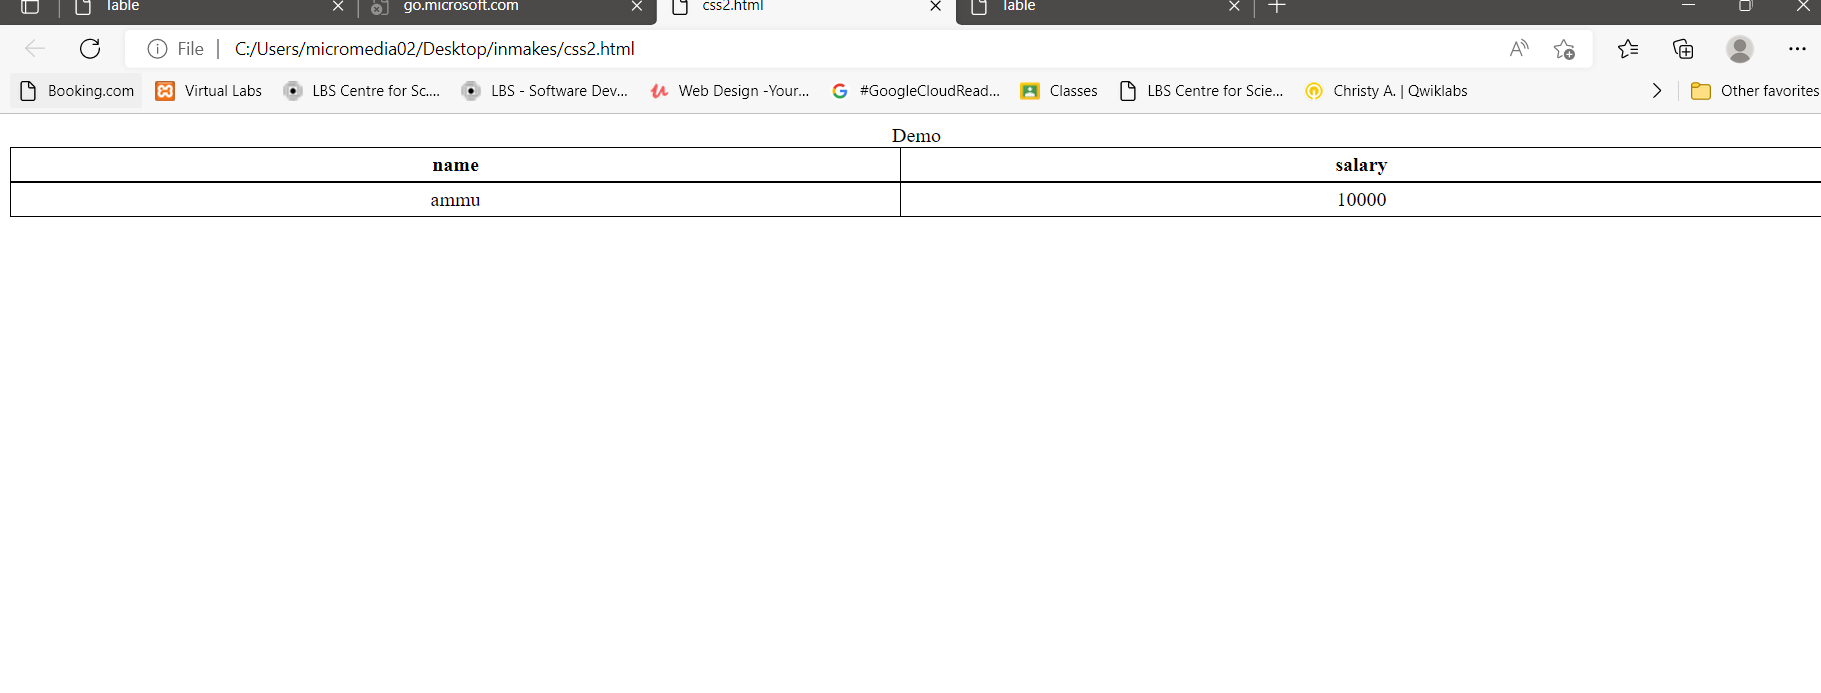 Table go.microsoft.com css2.html Table
File C:/Users/micromedia02/Desktop/inmakes/css2.html
Booking.com Virtual Labs LBS Centre for Sc.... LBS - Software Dev... Web Design -Your... #GoogleCloudRead... Classes LBS Centre for Scie... Christy A. | Qwiklabs Other favorites
Demo
name salary
ammu 10000